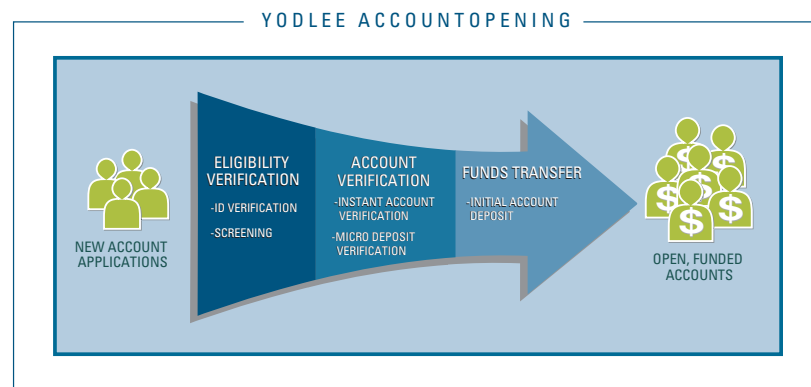 YODLEE ACCOUNTOPENING
NEW ACCOUNT
APPLICATIONS
ELIGIBILITY
VERIFICATION
-ID VERIFICATION
-SCREENING
ACCOUNT
VERIFICATION
-INSTANT ACCOUNT
VERIFICATION
-MICRO DEPOSIT
VERIFICATION
FUNDS TRANSFER
-INITIAL ACCOUNT
DEPOSIT
$ $
$ $
$ $
$
OPEN, FUNDED
ACCOUNTS